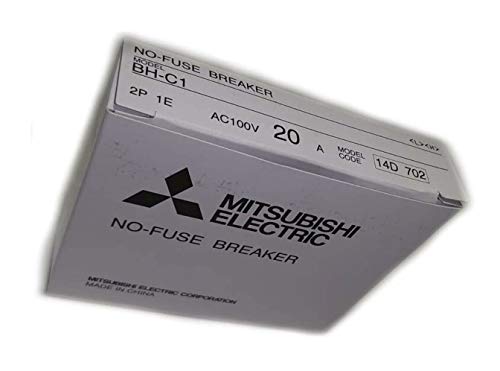 NO-FUSE BREAKER
MODEL
BH-C1
2P 1E AC100V 20 A MODEL CODE 14D 702
MITSUBISHI
ELECTRIC
NO-FUSE BREAKER
MITSUBISHI ELECTRIC CORPORATION
MADE IN CHINA